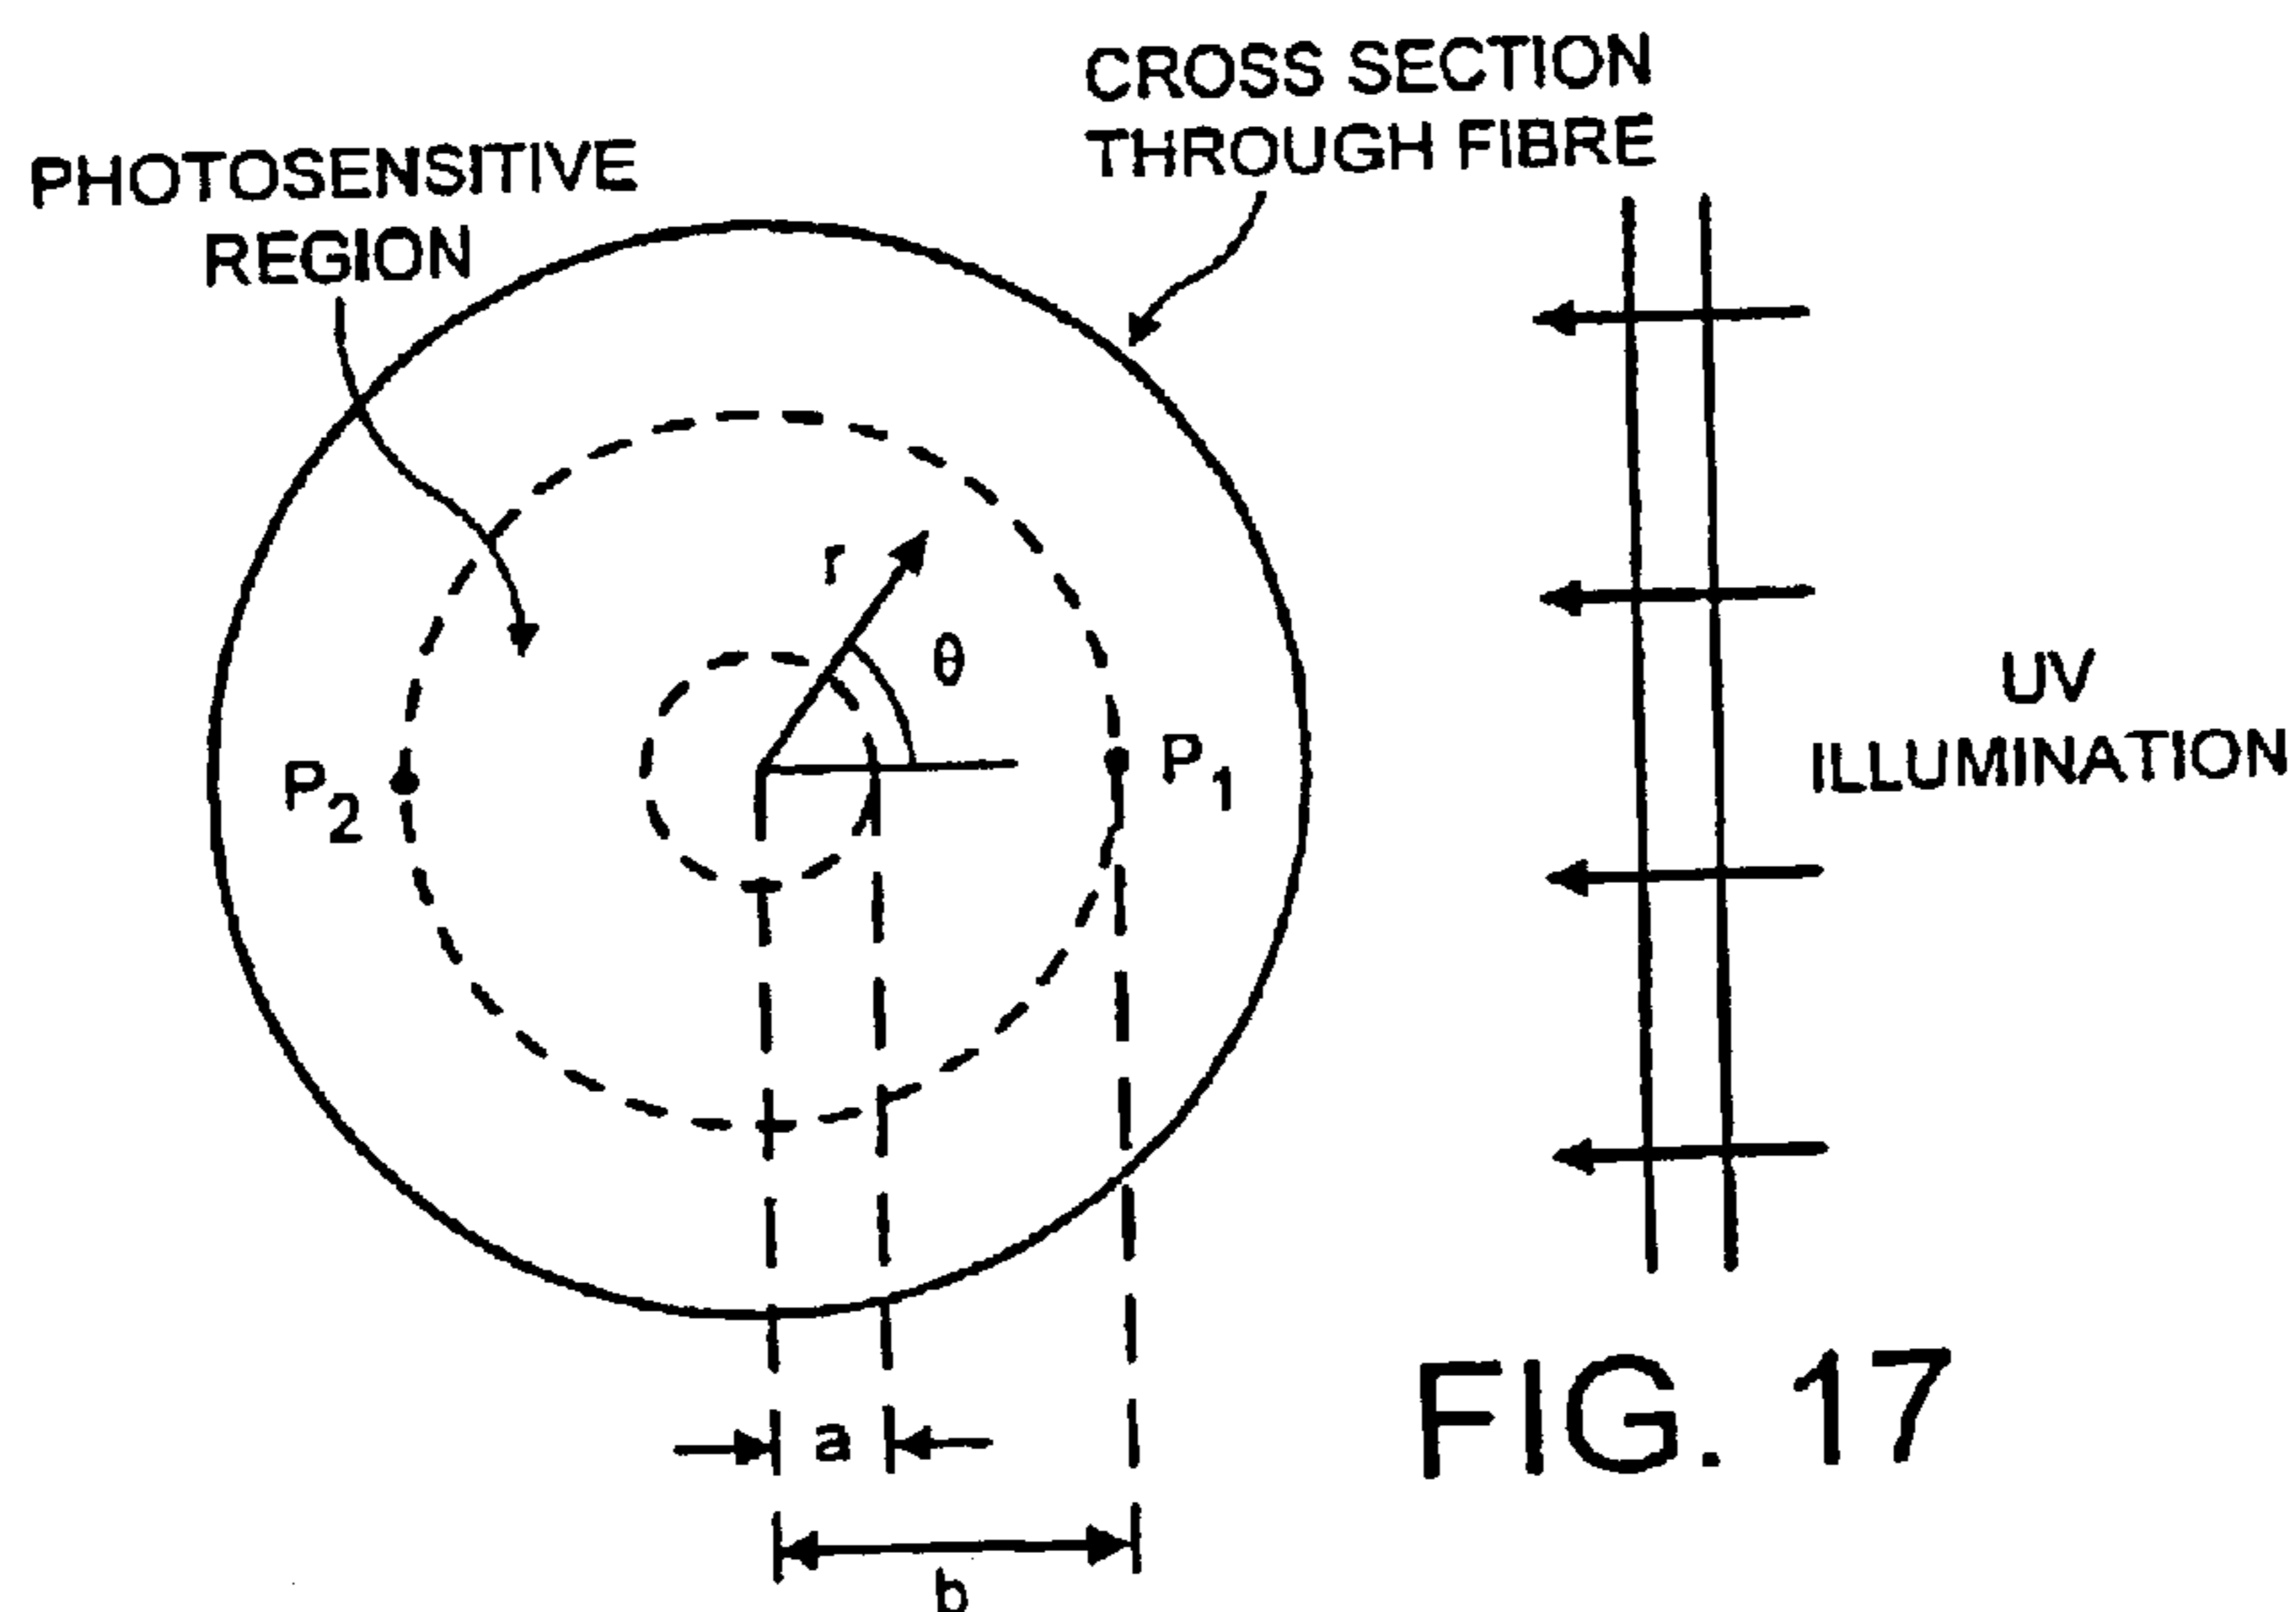 CROSS SECTION
THROUGH FIBRE
PHOTOSENSITIVE
REGION
r
θ
P1
P2
UV
ILLUMINATION
a
b
FIG. 17